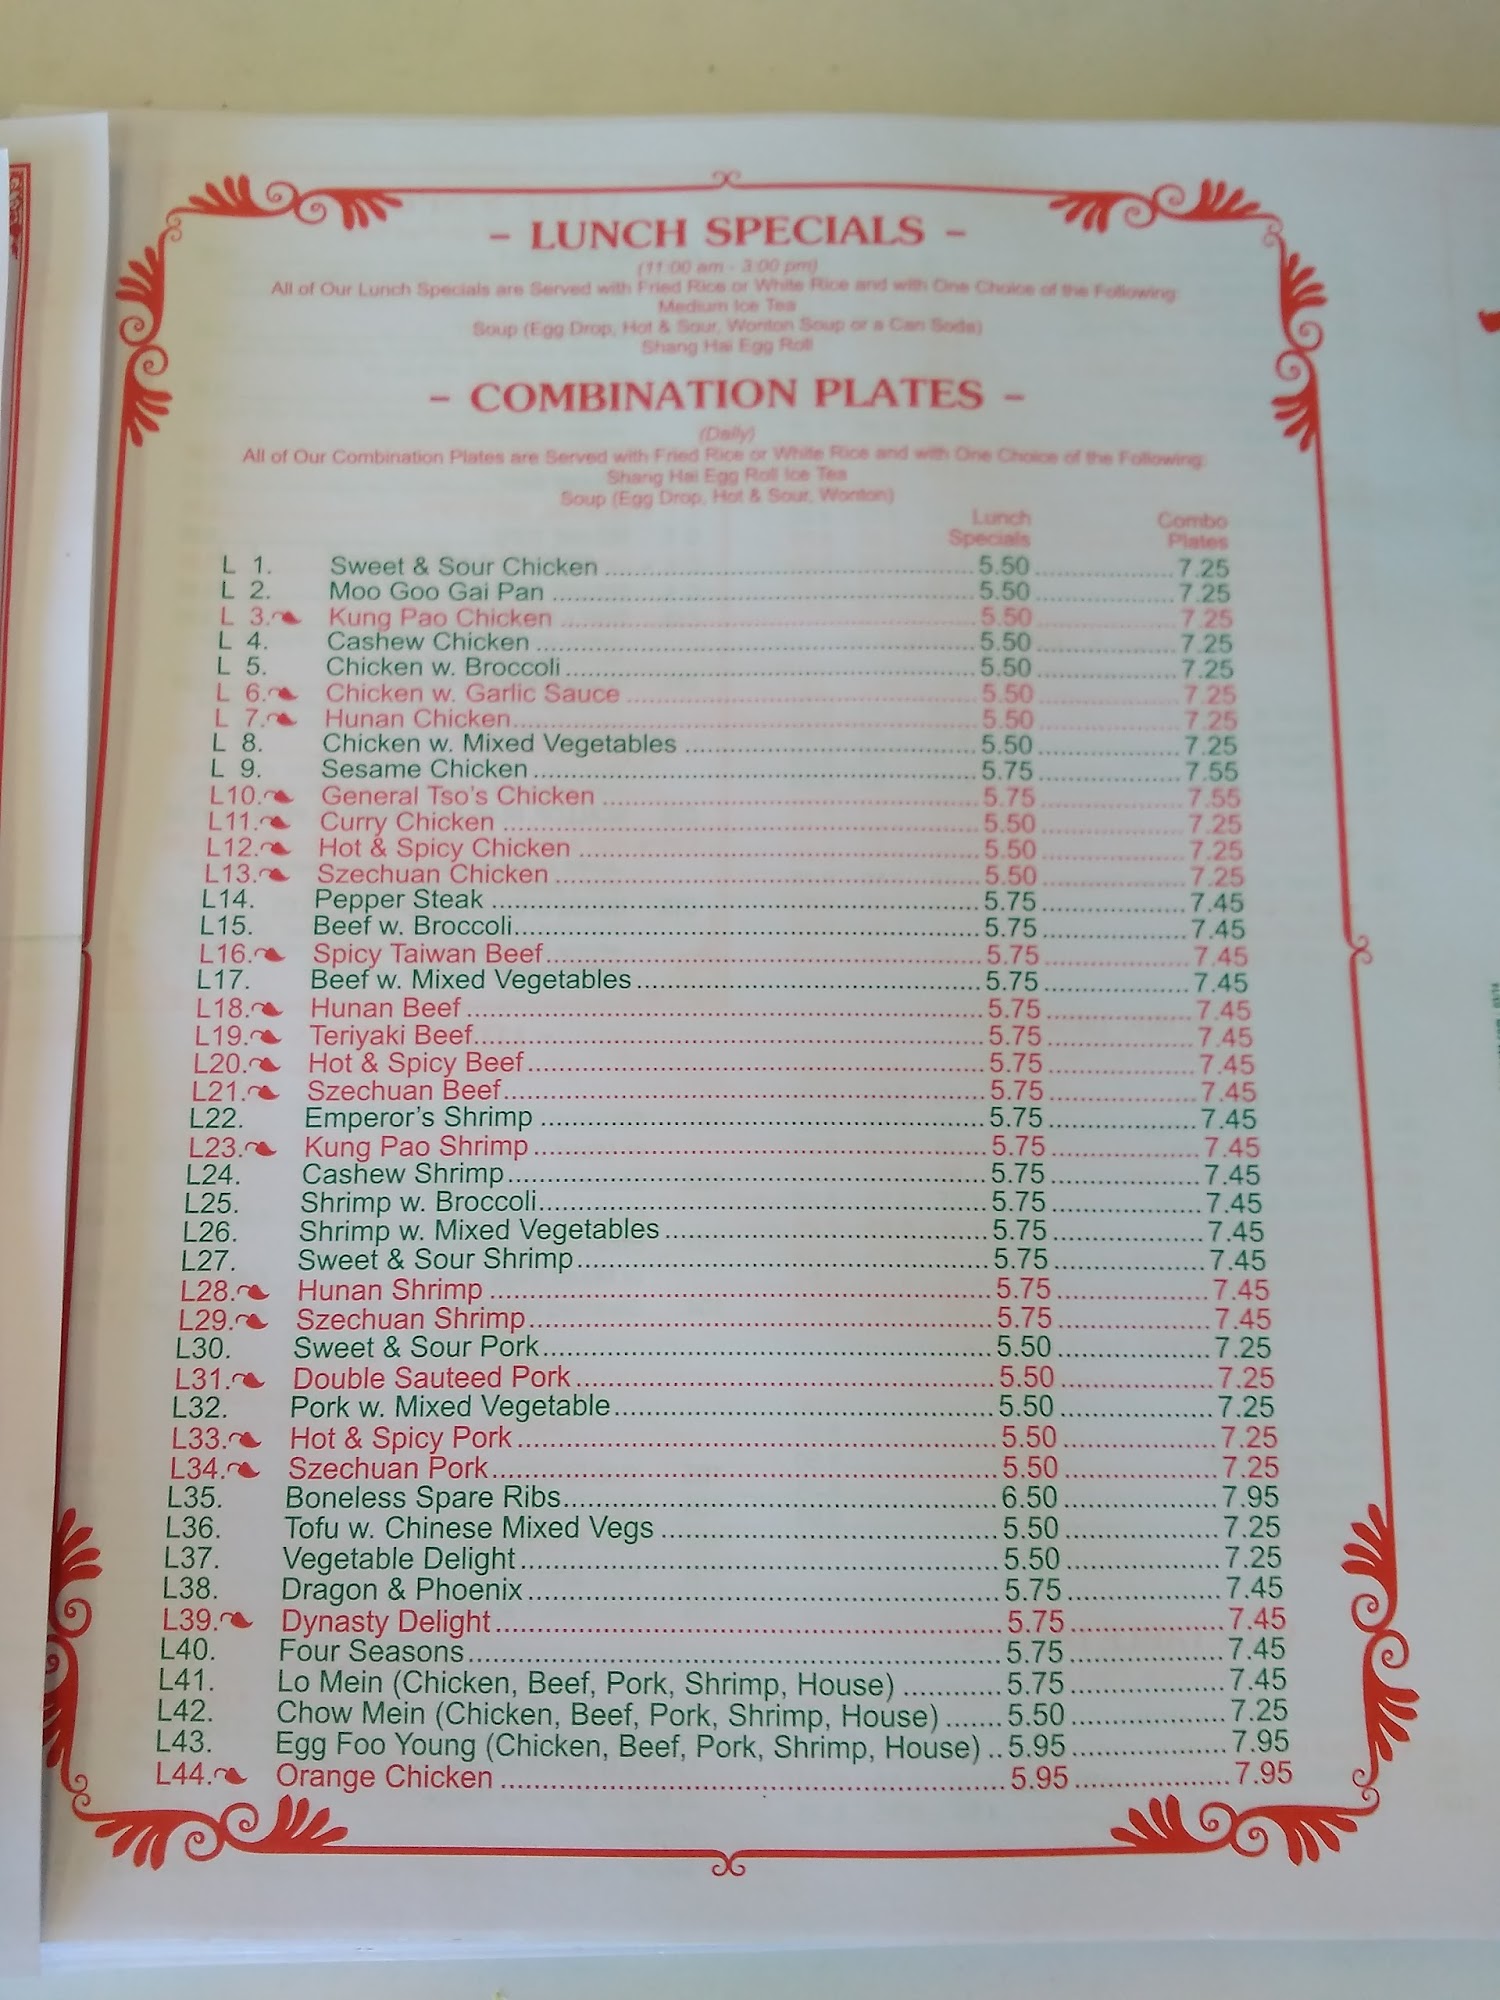 - LUNCH SPECIALS -
(11:00 am - 3:00 pm)
All of Our Lunch Specials are Served with Fried Rice or White Rice and with One Choice of the Following:
Medium Ice Tea
Soup (Egg Drop, Hot & Sour, Wonton Soup or a Can Soda)
Shang Hai Egg Roll
- COMBINATION PLATES -
(Daily)
All of Our Combination Plates are Served with Fried Rice or White Rice and with One Choice of the Following:
Shang Hai Egg Roll Ice Tea
Soup (Egg Drop, Hot & Sour, Wonton)
Lunch Specials Combo Plates
L 1. Sweet & Sour Chicken 5.50 7.25
L 2. Moo Goo Gai Pan 5.50 7.25
L 3. Kung Pao Chicken 5.50 7.25
L 4. Cashew Chicken 5.50 7.25
L 5. Chicken w. Broccoli 5.50 7.25
L 6. Chicken w. Garlic Sauce 5.50 7.25
L 7. Hunan Chicken 5.50 7.25
L 8. Chicken w. Mixed Vegetables 5.50 7.25
L 9. Sesame Chicken 5.75 7.55
L10. General Tso's Chicken 5.75 7.55
L11. Curry Chicken 5.50 7.25
L12. Hot & Spicy Chicken 5.50 7.25
L13. Szechuan Chicken 5.50 7.25
L14. Pepper Steak 5.75 7.45
L15. Beef w. Broccoli 5.75 7.45
L16. Spicy Taiwan Beef 5.75 7.45
L17. Beef w. Mixed Vegetables 5.75 7.45
L18. Hunan Beef 5.75 7.45
L19. Teriyaki Beef 5.75 7.45
L20. Hot & Spicy Beef 5.75 7.45
L21. Szechuan Beef 5.75 7.45
L22. Emperor's Shrimp 5.75 7.45
L23. Kung Pao Shrimp 5.75 7.45
L24. Cashew Shrimp 5.75 7.45
L25. Shrimp w. Broccoli 5.75 7.45
L26. Shrimp w. Mixed Vegetables 5.75 7.45
L27. Sweet & Sour Shrimp 5.75 7.45
L28. Hunan Shrimp 5.75 7.45
L29. Szechuan Shrimp 5.75 7.45
L30. Sweet & Sour Pork 5.50 7.25
L31. Double Sauteed Pork 5.50 7.25
L32. Pork w. Mixed Vegetable 5.50 7.25
L33. Hot & Spicy Pork 5.50 7.25
L34. Szechuan Pork 5.50 7.25
L35. Boneless Spare Ribs 6.50 7.95
L36. Tofu w. Chinese Mixed Vegs 5.50 7.25
L37. Vegetable Delight 5.50 7.25
L38. Dragon & Phoenix 5.75 7.45
L39. Dynasty Delight 5.75 7.45
L40. Four Seasons 5.75 7.45
L41. Lo Mein (Chicken, Beef, Pork, Shrimp, House) 5.75 7.45
L42. Chow Mein (Chicken, Beef, Pork, Shrimp, House) 5.50 7.25
L43. Egg Foo Young (Chicken, Beef, Pork, Shrimp, House) 5.95 7.95
L44. Orange Chicken 5.95 7.95